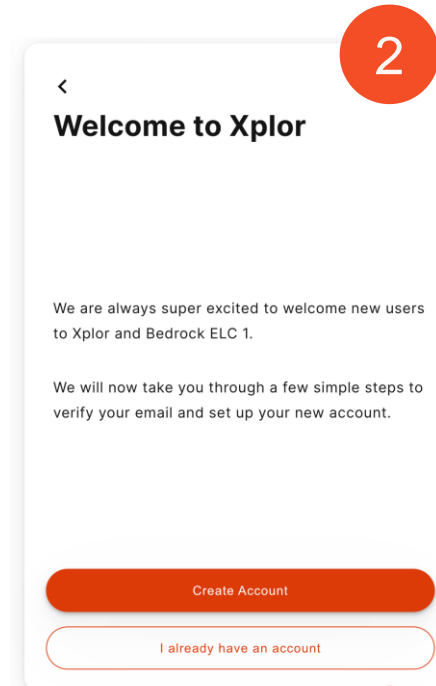 2
Welcome to Xplor
We are always super excited to welcome new users
to Xplor and Bedrock ELC 1.
We will now take you through a few simple steps to
verify your email and set up your new account.
Create Account
I already have an account